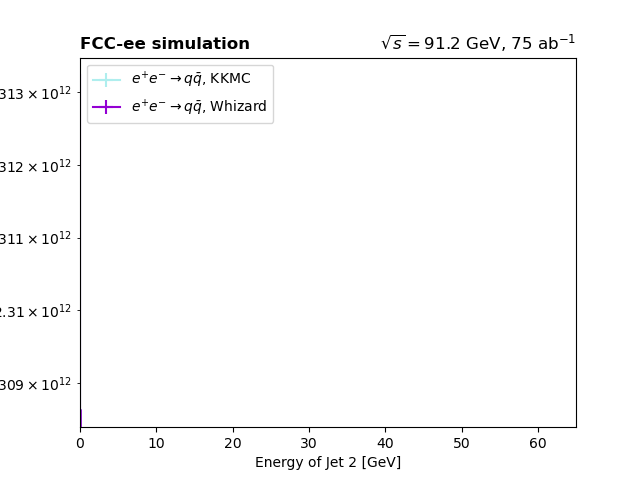 FCC-ee simulation
√s = 91.2 GeV, 75 ab⁻¹
e⁺e⁻ → qq̄, KKMC
e⁺e⁻ → qq̄, Whizard
313 × 10¹²
312 × 10¹²
311 × 10¹²
2.31 × 10¹²
309 × 10¹²
0 10 20 30 40 50 60
Energy of Jet 2 [GeV]